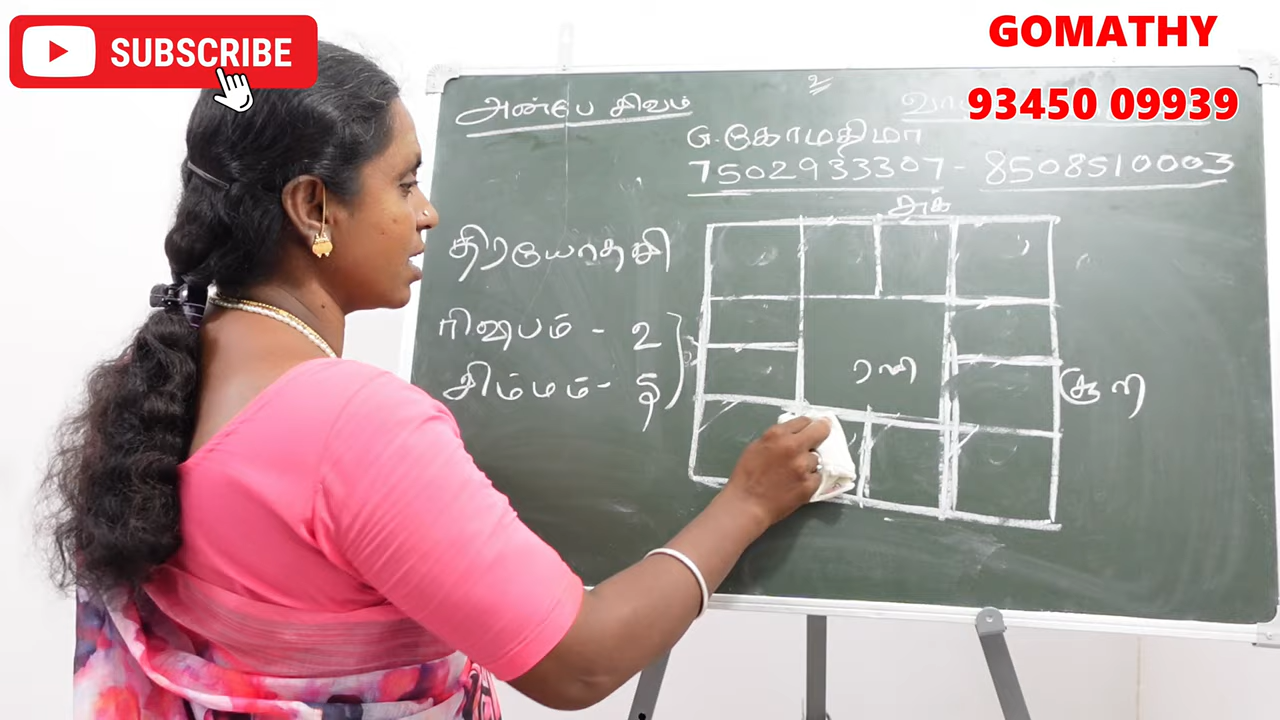 SUBSCRIBE
GOMATHY
93450 09939
உ
அன்பே சிவம்
G.கோமதிமா
7502933307 - 8508510003
திரயோதசி
ரிஷபம் - 2
சிம்மம் - 5
ராசி